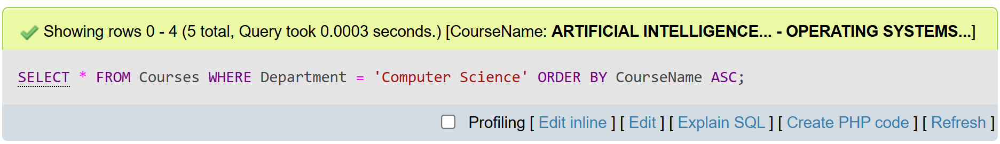 Showing rows 0 - 4 (5 total, Query took 0.0003 seconds.) [CourseName: ARTIFICIAL INTELLIGENCE... - OPERATING SYSTEMS...]
SELECT * FROM Courses WHERE Department = 'Computer Science' ORDER BY CourseName ASC;
Profiling [ Edit inline ] [ Edit ] [ Explain SQL ] [ Create PHP code ] [ Refresh ]